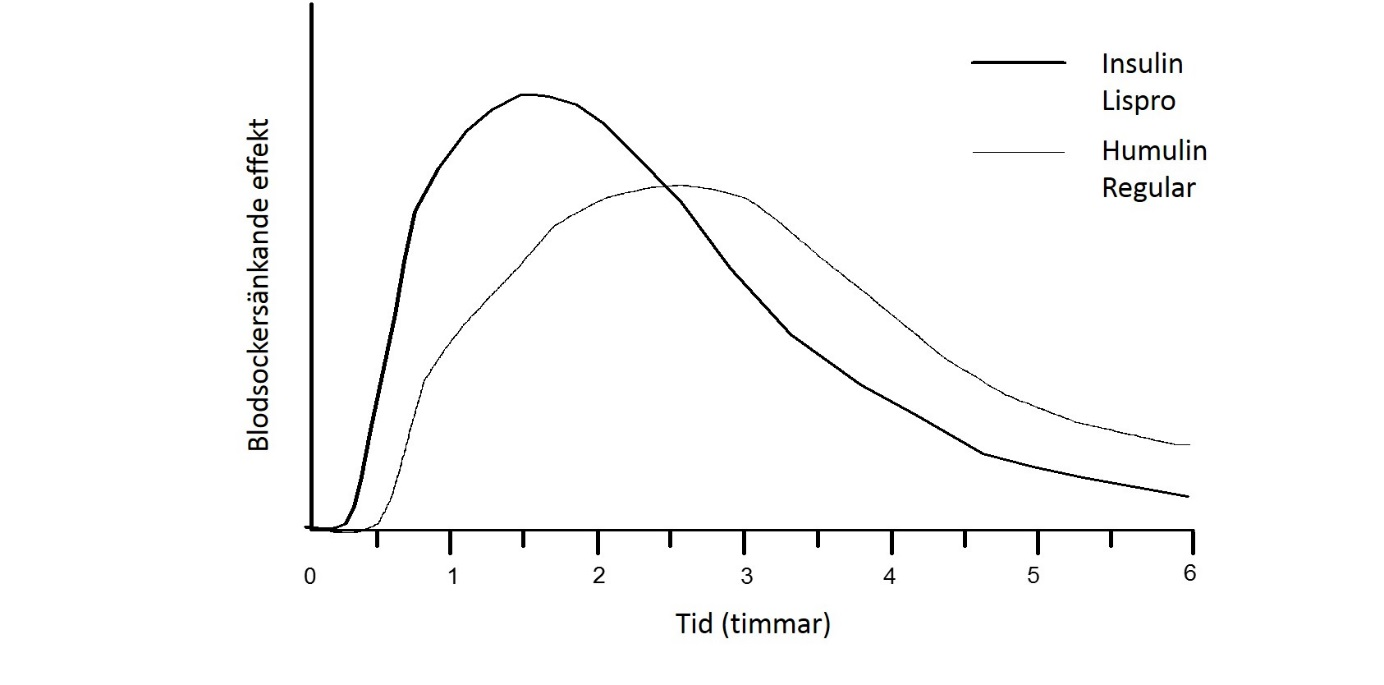 Insulin
Lispro
Humulin
Regular
Blodsockersänkande effekt
0 1 2 3 4 5 6
Tid (timmar)